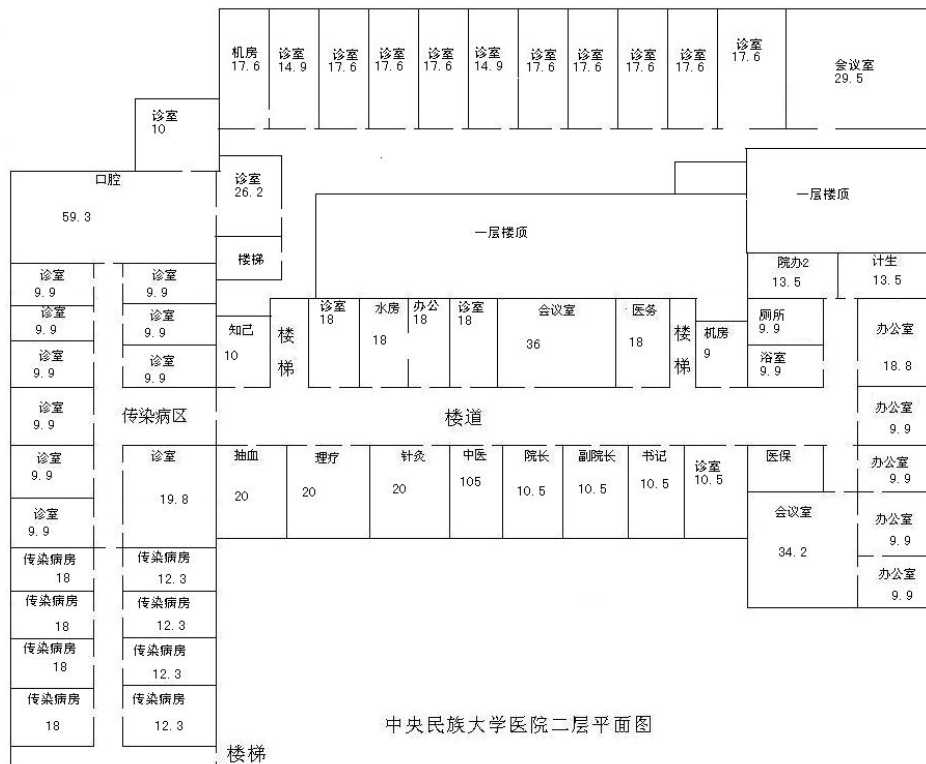 机房
17.6
诊室
14.9
诊室
17.6
诊室
17.6
诊室
17.6
诊室
14.9
诊室
17.6
诊室
17.6
诊室
17.6
诊室
17.6
诊室
17.6
会议室
29.5
诊室
10
口腔
59.3
诊室
26.2
楼梯
一层楼顶
一层楼顶
院办2
13.5
计生
13.5
诊室
9.9
诊室
9.9
诊室
9.9
诊室
9.9
诊室
9.9
诊室
9.9
知己
10
楼梯
诊室
18
水房
18
办公
18
诊室
18
会议室
36
医务
18
楼梯
机房
9
厕所
9.9
浴室
9.9
办公室
18.8
诊室
9.9
传染病区
楼道
办公室
9.9
诊室
9.9
诊室
19.8
抽血
20
理疗
20
针灸
20
中医
105
院长
10.5
副院长
10.5
书记
10.5
诊室
10.5
医保
办公室
9.9
诊室
9.9
会议室
34.2
办公室
9.9
办公室
9.9
传染病房
18
传染病房
12.3
传染病房
18
传染病房
12.3
传染病房
18
传染病房
12.3
传染病房
18
传染病房
12.3
中央民族大学医院二层平面图
楼梯